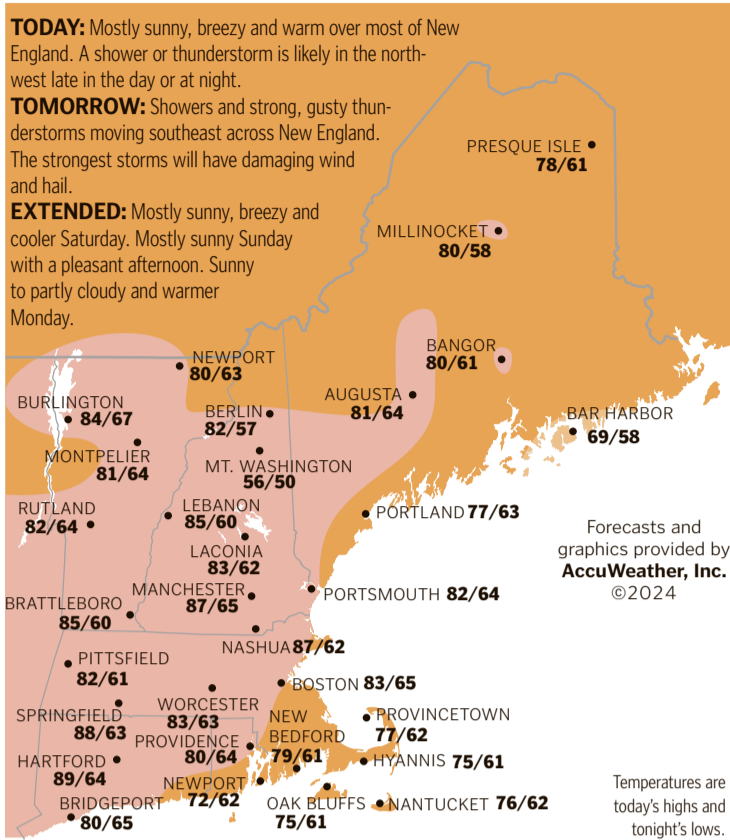 TODAY: Mostly sunny, breezy and warm over most of New
England. A shower or thunderstorm is likely in the north-
west late in the day or at night.
TOMORROW: Showers and strong, gusty thun-
derstorms moving southeast across New England.
The strongest storms will have damaging wind
and hail.
EXTENDED: Mostly sunny, breezy and
cooler Saturday. Mostly sunny Sunday
with a pleasant afternoon. Sunny
to partly cloudy and warmer
Monday.
PRESQUE ISLE
78/61
MILLINOCKET
80/58
BANGOR
80/61
NEWPORT
80/63
AUGUSTA
81/64
BURLINGTON
84/67
BERLIN
82/57
BAR HARBOR
69/58
MONTPELIER
81/64
MT. WASHINGTON
56/50
RUTLAND
82/64
LEBANON
85/60
PORTLAND 77/63
LACONIA
83/62
Forecasts and
graphics provided by
AccuWeather, Inc.
©2024
MANCHESTER
87/65
PORTSMOUTH 82/64
BRATTLEBORO
85/60
NASHUA 87/62
PITTSFIELD
82/61
BOSTON 83/65
WORCESTER
83/63
SPRINGFIELD
88/63
NEW
BEDFORD
79/61
PROVINCETOWN
77/62
PROVIDENCE
80/64
HARTFORD
89/64
HYANNIS 75/61
NEWPORT
72/62
BRIDGEPORT
80/65
OAK BLUFFS
75/61
NANTUCKET 76/62
Temperatures are
today's highs and
tonight's lows.